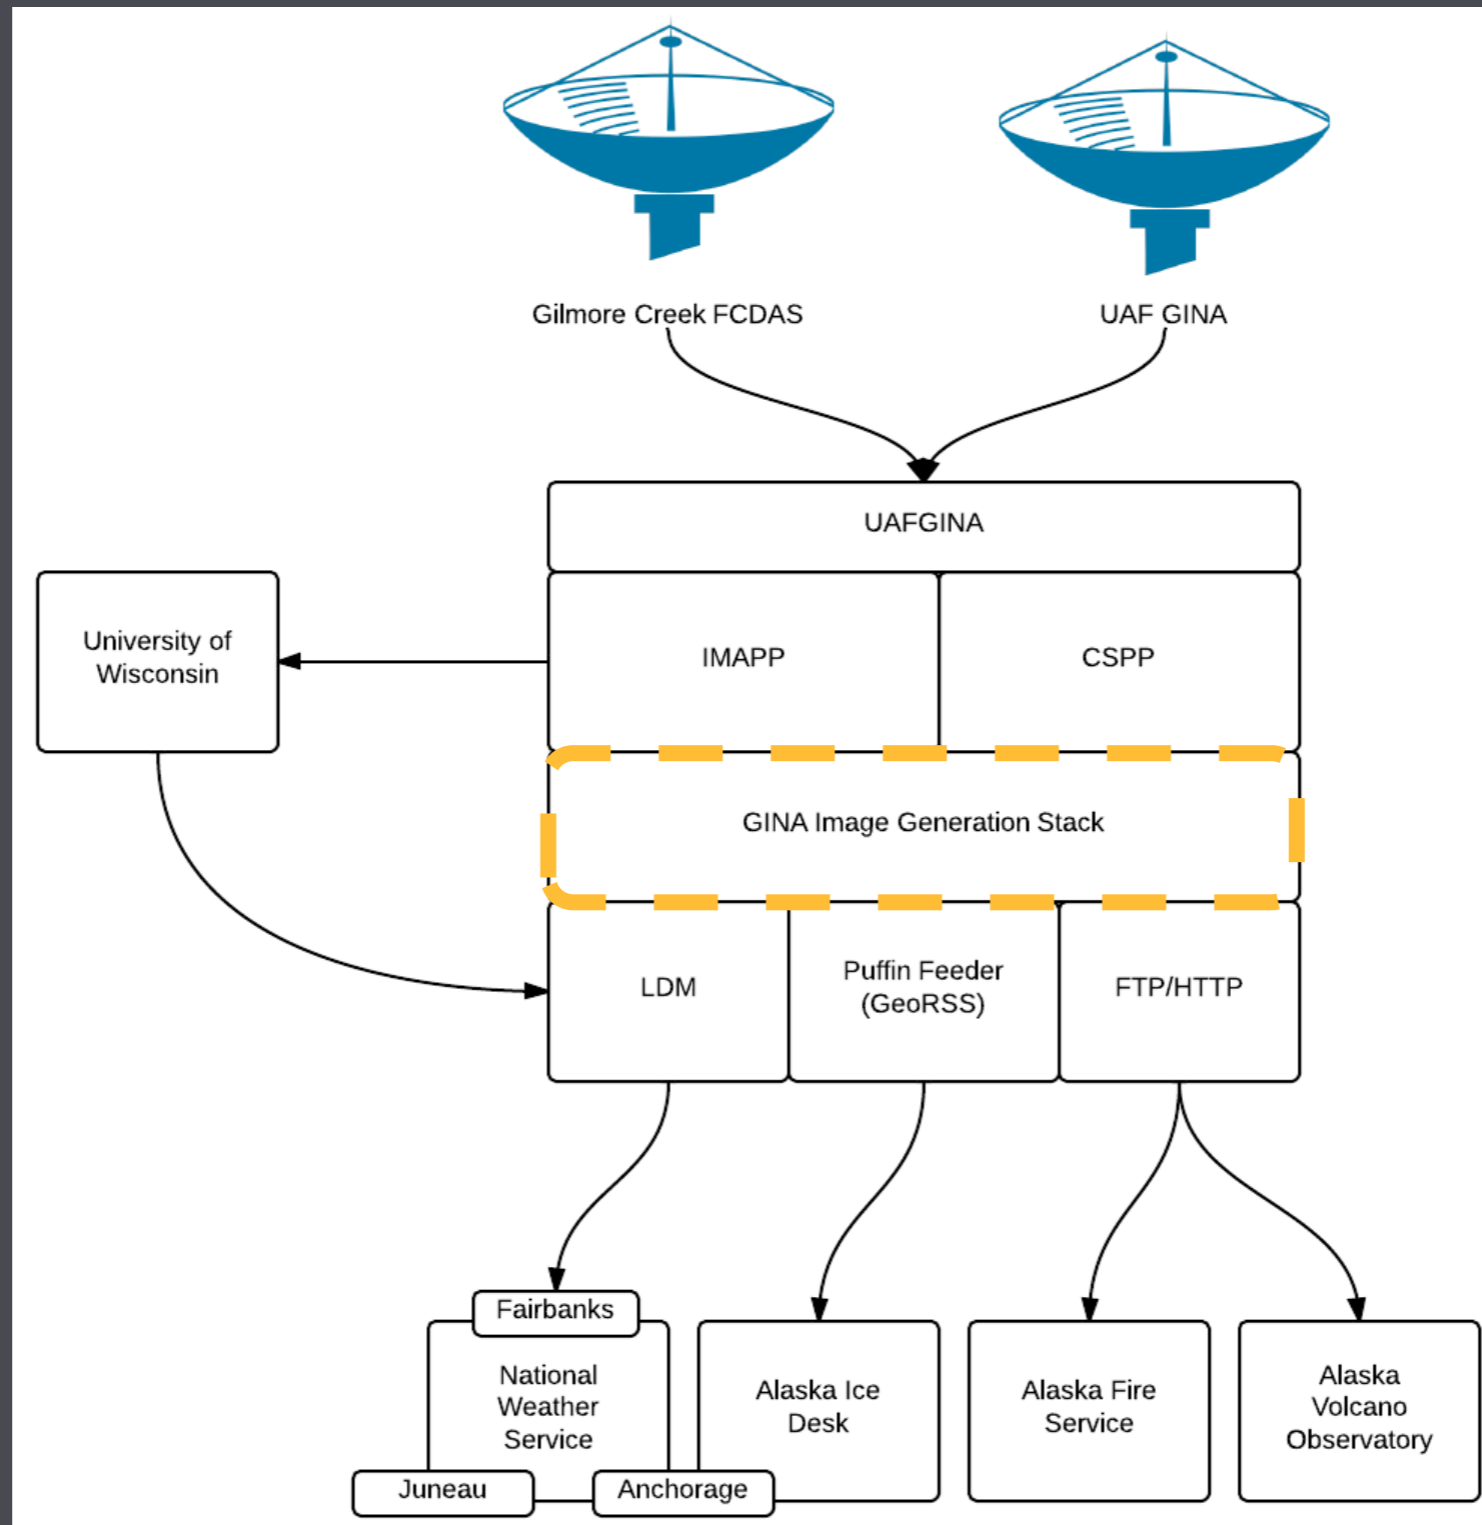 Gilmore Creek FCDAS
UAF GINA
UAFGINA
University of
Wisconsin
IMAPP
CSPP
GINA Image Generation Stack
LDM
Puffin Feeder
(GeoRSS)
FTP/HTTP
Fairbanks
National
Weather
Service
Juneau
Anchorage
Alaska Ice
Desk
Alaska Fire
Service
Alaska
Volcano
Observatory